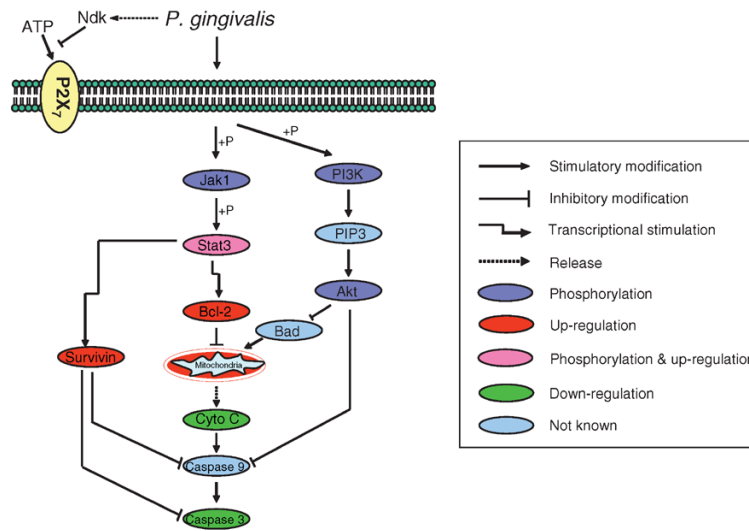 ATP
Ndk
P. gingivalis
P2X7
+P
+P
Jak1
PI3K
+P
Stat3
PIP3
Akt
Bcl-2
Bad
Survivin
Mitochondria
Cyto C
Caspase 9
Caspase 3
Stimulatory modification
Inhibitory modification
Transcriptional stimulation
Release
Phosphorylation
Up-regulation
Phosphorylation & up-regulation
Down-regulation
Not known